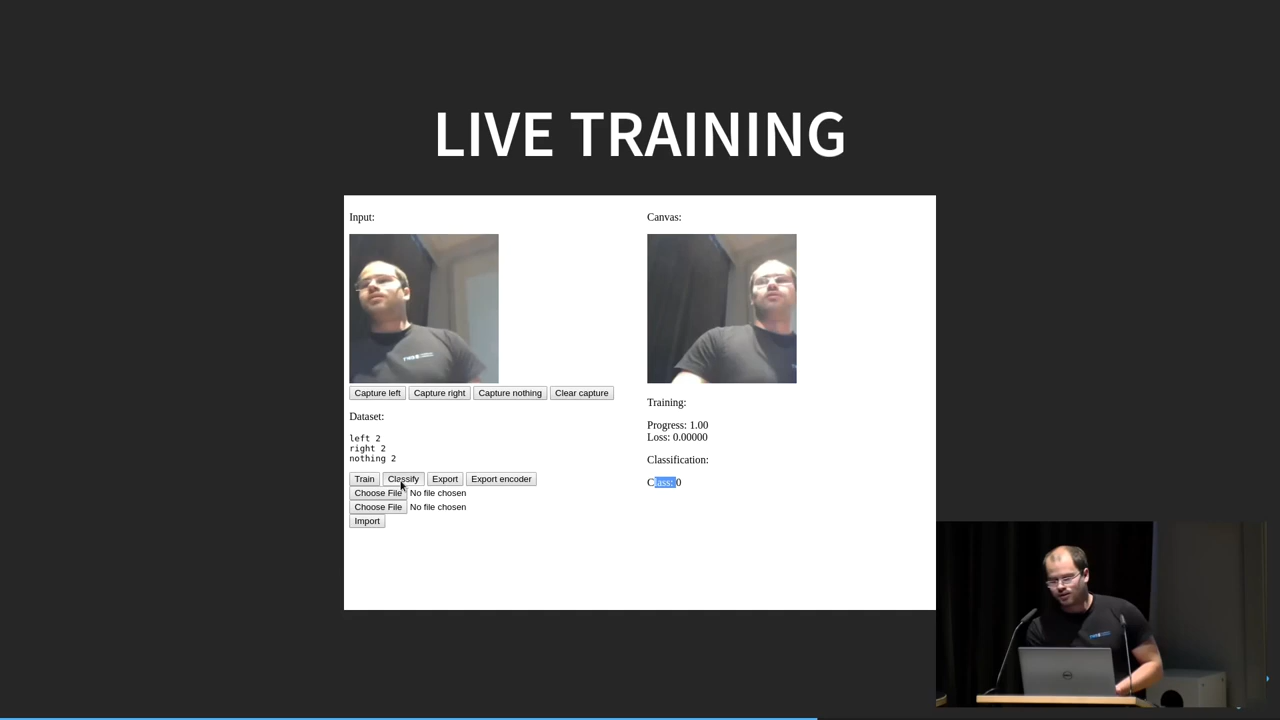 LIVE TRAINING
Input:
Canvas:
Capture left Capture right Capture nothing Clear capture
Dataset:
left 2
right 2
nothing 2
Train Classify Export Export encoder
Choose File No file chosen
Choose File No file chosen
Import
Training:
Progress: 1.00
Loss: 0.00000
Classification:
Class: 0